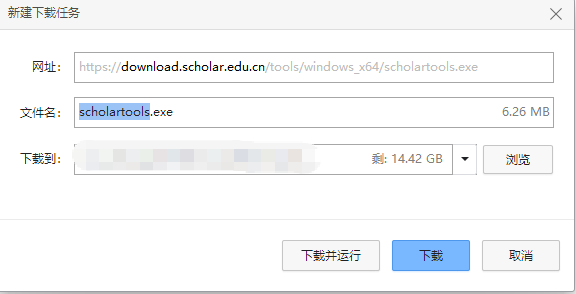 新建下载任务
网址： https://download.scholar.edu.cn/tools/windows_x64/scholartools.exe
文件名： scholartools.exe 6.26 MB
下载到： 剩: 14.42 GB 浏览
下载并运行 下载 取消